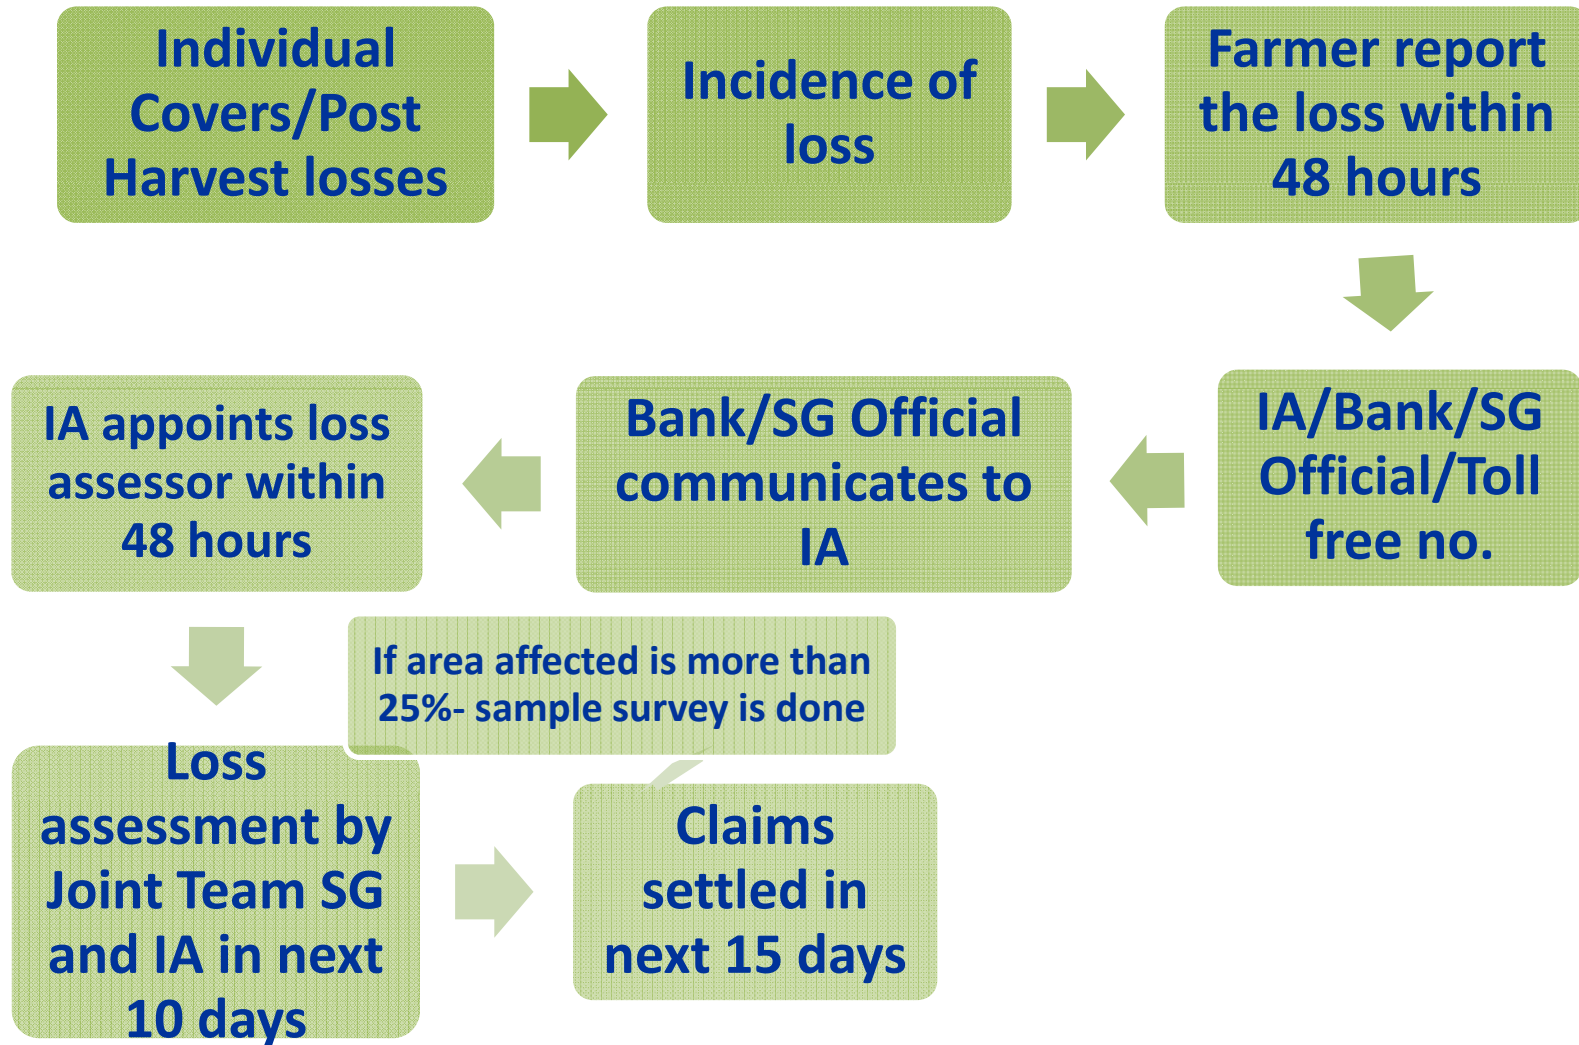 Individual
Covers/Post
Harvest losses
Incidence of
loss
Farmer report
the loss within
48 hours
IA/Bank/SG
Official/Toll
free no.
Bank/SG Official
communicates to
IA
IA appoints loss
assessor within
48 hours
If area affected is more than
25%- sample survey is done
Loss
assessment by
Joint Team SG
and IA in next
10 days
Claims
settled in
next 15 days